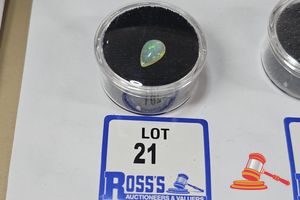 LOT
21
ROSS'S
AUCTIONEERS & VALUERS